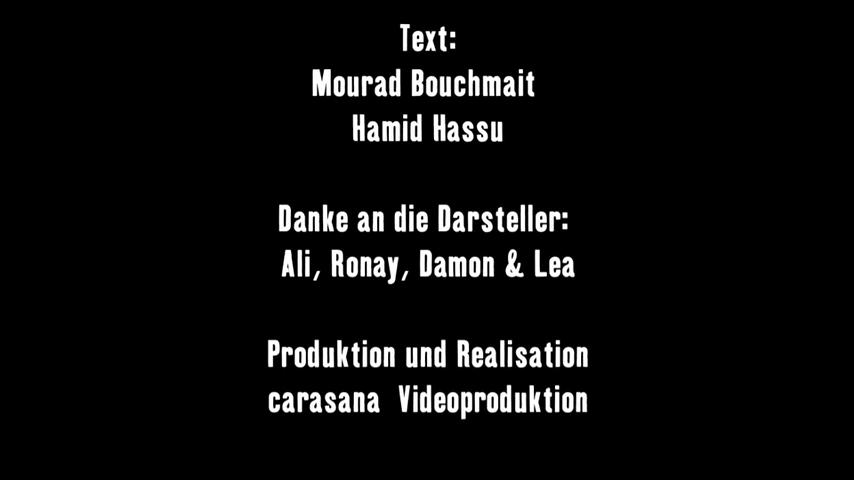 Text:
Mourad Bouchmait
Hamid Hassu
Danke an die Darsteller:
Ali, Ronay, Damon & Lea
Produktion und Realisation
carasana Videoproduktion